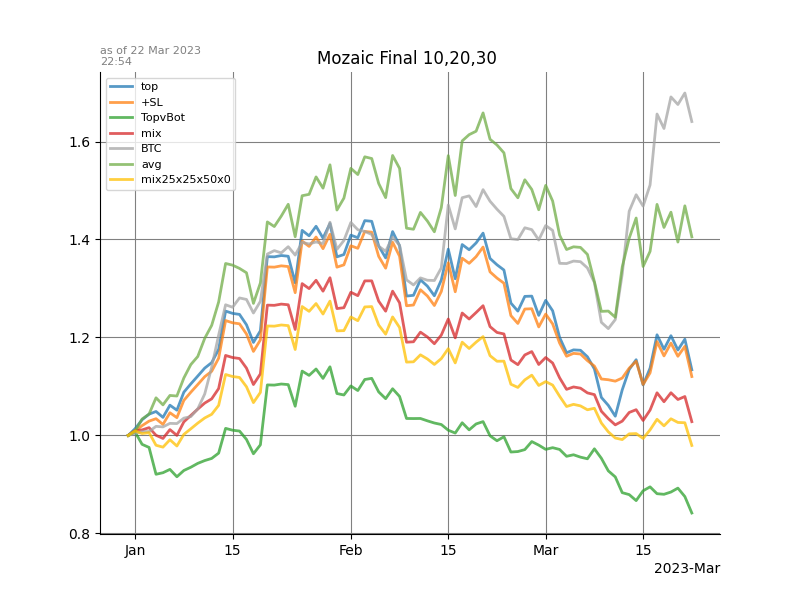 as of 22 Mar 2023
22:54
Mozaic Final 10,20,30
top
+SL
TopvBot
mix
BTC
avg
mix25x25x50x0
1.6
1.4
1.2
1.0
0.8
Jan 15 Feb 15 Mar 15
2023-Mar